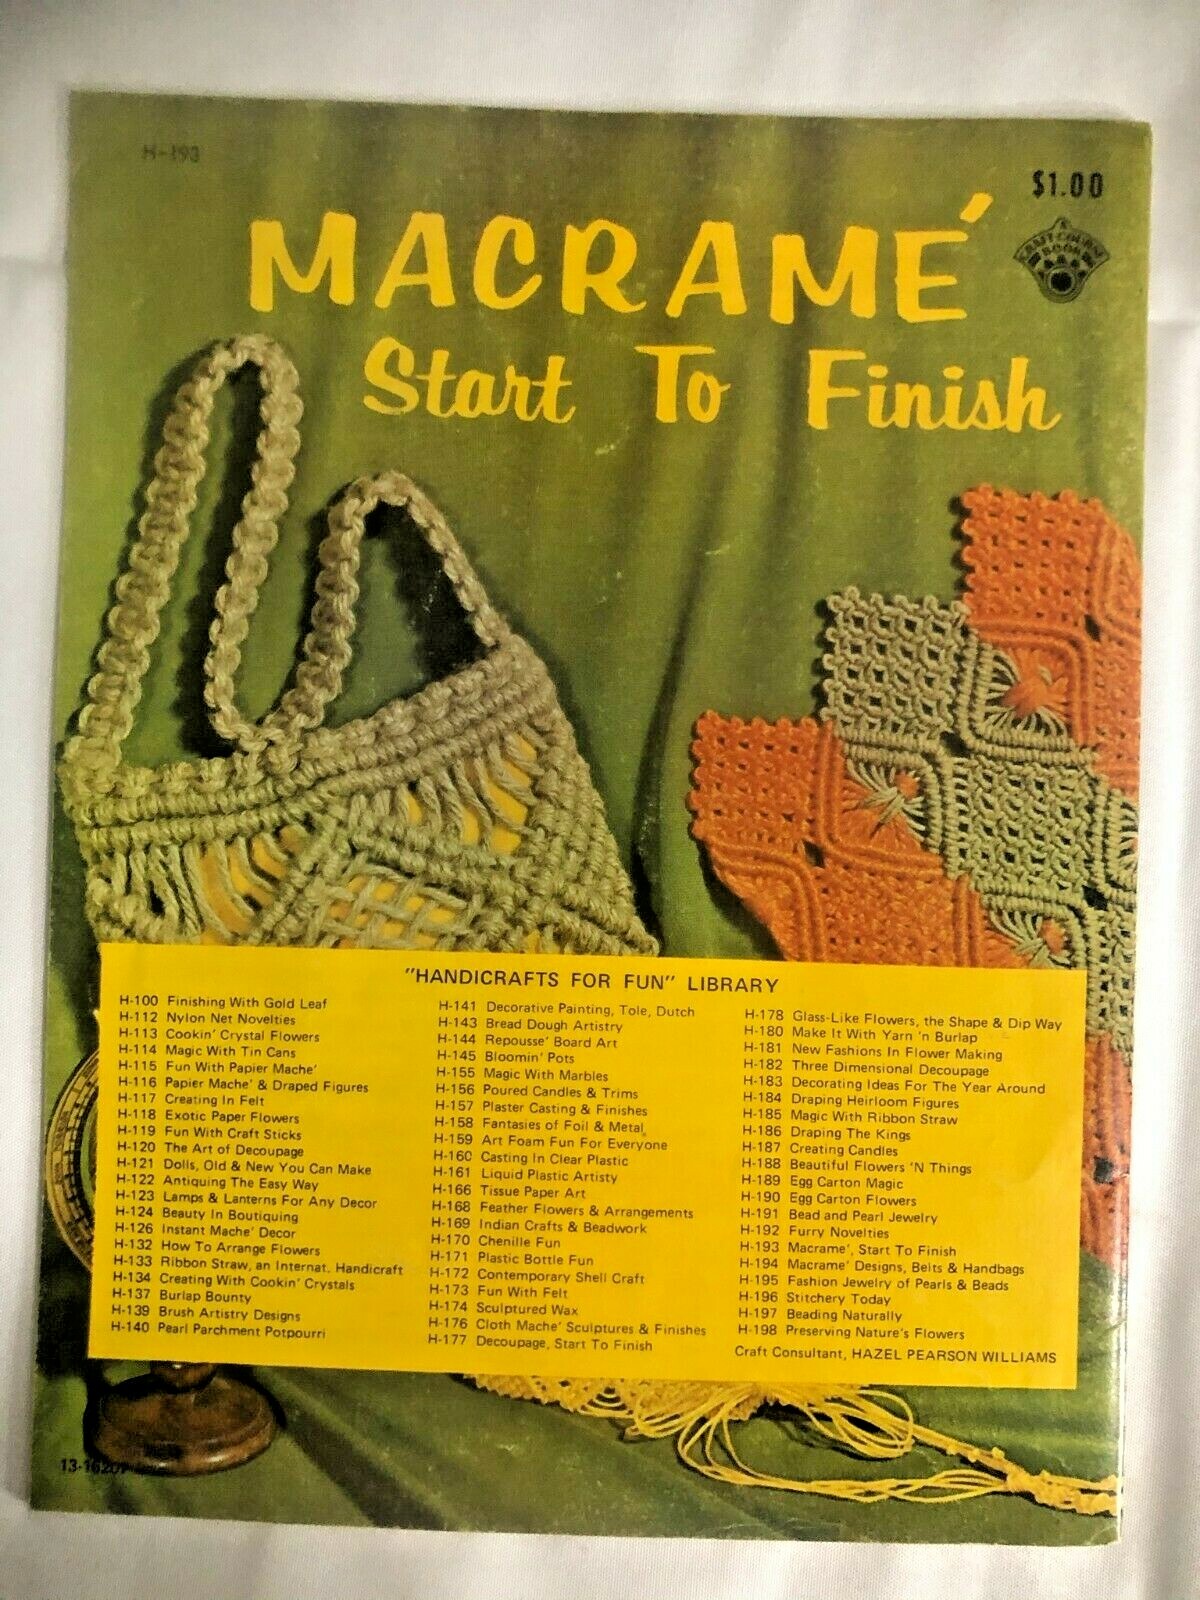 H-193
$1.00
A
CRAFT COURSE
BOOK
MACRAMÉ
Start To Finish
"HANDICRAFTS FOR FUN" LIBRARY
H-100 Finishing With Gold Leaf
H-112 Nylon Net Novelties
H-113 Cookin' Crystal Flowers
H-114 Magic With Tin Cans
H-115 Fun With Papier Mache'
H-116 Papier Mache' & Draped Figures
H-117 Creating In Felt
H-118 Exotic Paper Flowers
H-119 Fun With Craft Sticks
H-120 The Art of Decoupage
H-121 Dolls, Old & New You Can Make
H-122 Antiquing The Easy Way
H-123 Lamps & Lanterns For Any Decor
H-124 Beauty In Boutiquing
H-126 Instant Mache' Decor
H-132 How To Arrange Flowers
H-133 Ribbon Straw, an Internat. Handicraft
H-134 Creating With Cookin' Crystals
H-137 Burlap Bounty
H-139 Brush Artistry Designs
H-140 Pearl Parchment Potpourri
H-141 Decorative Painting, Tole, Dutch
H-143 Bread Dough Artistry
H-144 Repousse' Board Art
H-145 Bloomin' Pots
H-155 Magic With Marbles
H-156 Poured Candles & Trims
H-157 Plaster Casting & Finishes
H-158 Fantasies of Foil & Metal
H-159 Art Foam Fun For Everyone
H-160 Casting In Clear Plastic
H-161 Liquid Plastic Artisty
H-166 Tissue Paper Art
H-168 Feather Flowers & Arrangements
H-169 Indian Crafts & Beadwork
H-170 Chenille Fun
H-171 Plastic Bottle Fun
H-172 Contemporary Shell Craft
H-173 Fun With Felt
H-174 Sculptured Wax
H-176 Cloth Mache' Sculptures & Finishes
H-177 Decoupage, Start To Finish
H-178 Glass-Like Flowers, the Shape & Dip Way
H-180 Make It With Yarn 'n Burlap
H-181 New Fashions In Flower Making
H-182 Three Dimensional Decoupage
H-183 Decorating Ideas For The Year Around
H-184 Draping Heirloom Figures
H-185 Magic With Ribbon Straw
H-186 Draping The Kings
H-187 Creating Candles
H-188 Beautiful Flowers 'N Things
H-189 Egg Carton Magic
H-190 Egg Carton Flowers
H-191 Bead and Pearl Jewelry
H-192 Furry Novelties
H-193 Macrame', Start To Finish
H-194 Macrame' Designs, Belts & Handbags
H-195 Fashion Jewelry of Pearls & Beads
H-196 Stitchery Today
H-197 Beading Naturally
H-198 Preserving Nature's Flowers
Craft Consultant, HAZEL PEARSON WILLIAMS